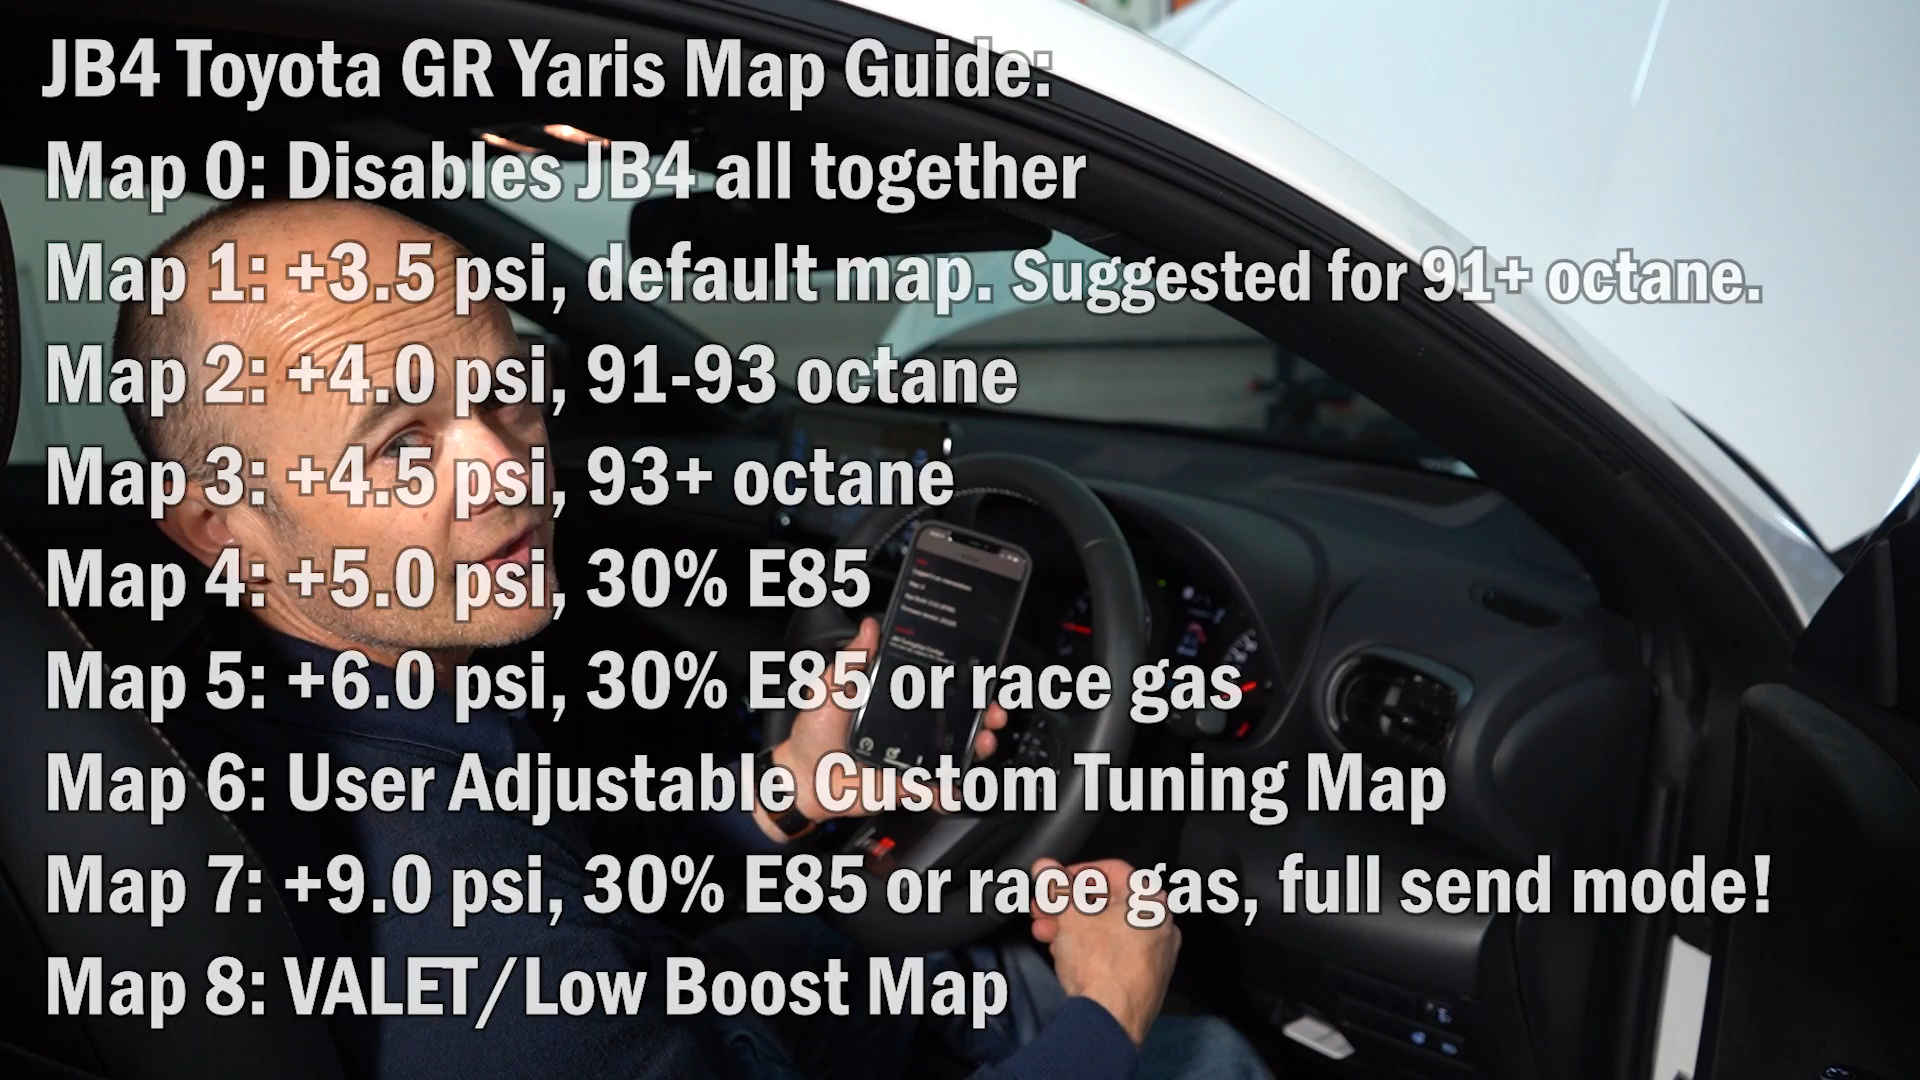 JB4 Toyota GR Yaris Map Guide:
Map 0: Disables JB4 all together
Map 1: +3.5 psi, default map. Suggested for 91+ octane.
Map 2: +4.0 psi, 91-93 octane
Map 3: +4.5 psi, 93+ octane
Map 4: +5.0 psi, 30% E85
Map 5: +6.0 psi, 30% E85 or race gas
Map 6: User Adjustable Custom Tuning Map
Map 7: +9.0 psi, 30% E85 or race gas, full send mode!
Map 8: VALET/Low Boost Map